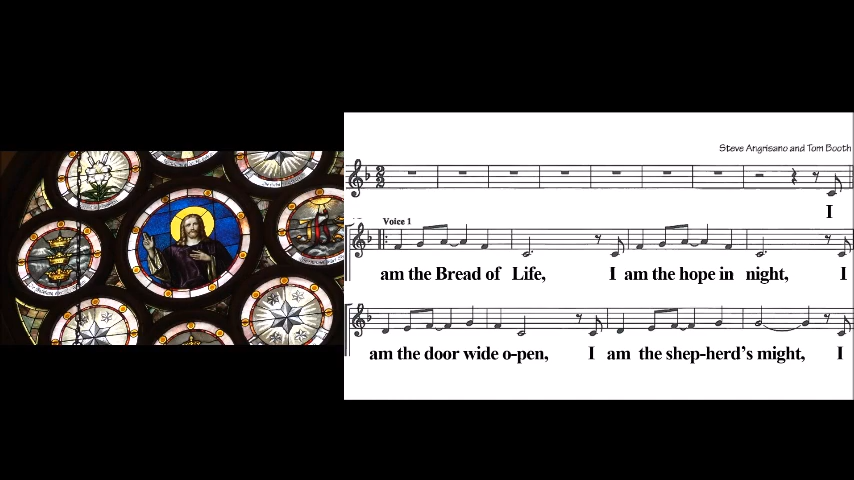 Steve Angrisano and Tom Booth
I
Voice 1
am the Bread of Life, I am the hope in night, I
am the door wide o-pen, I am the shep-herd's might, I